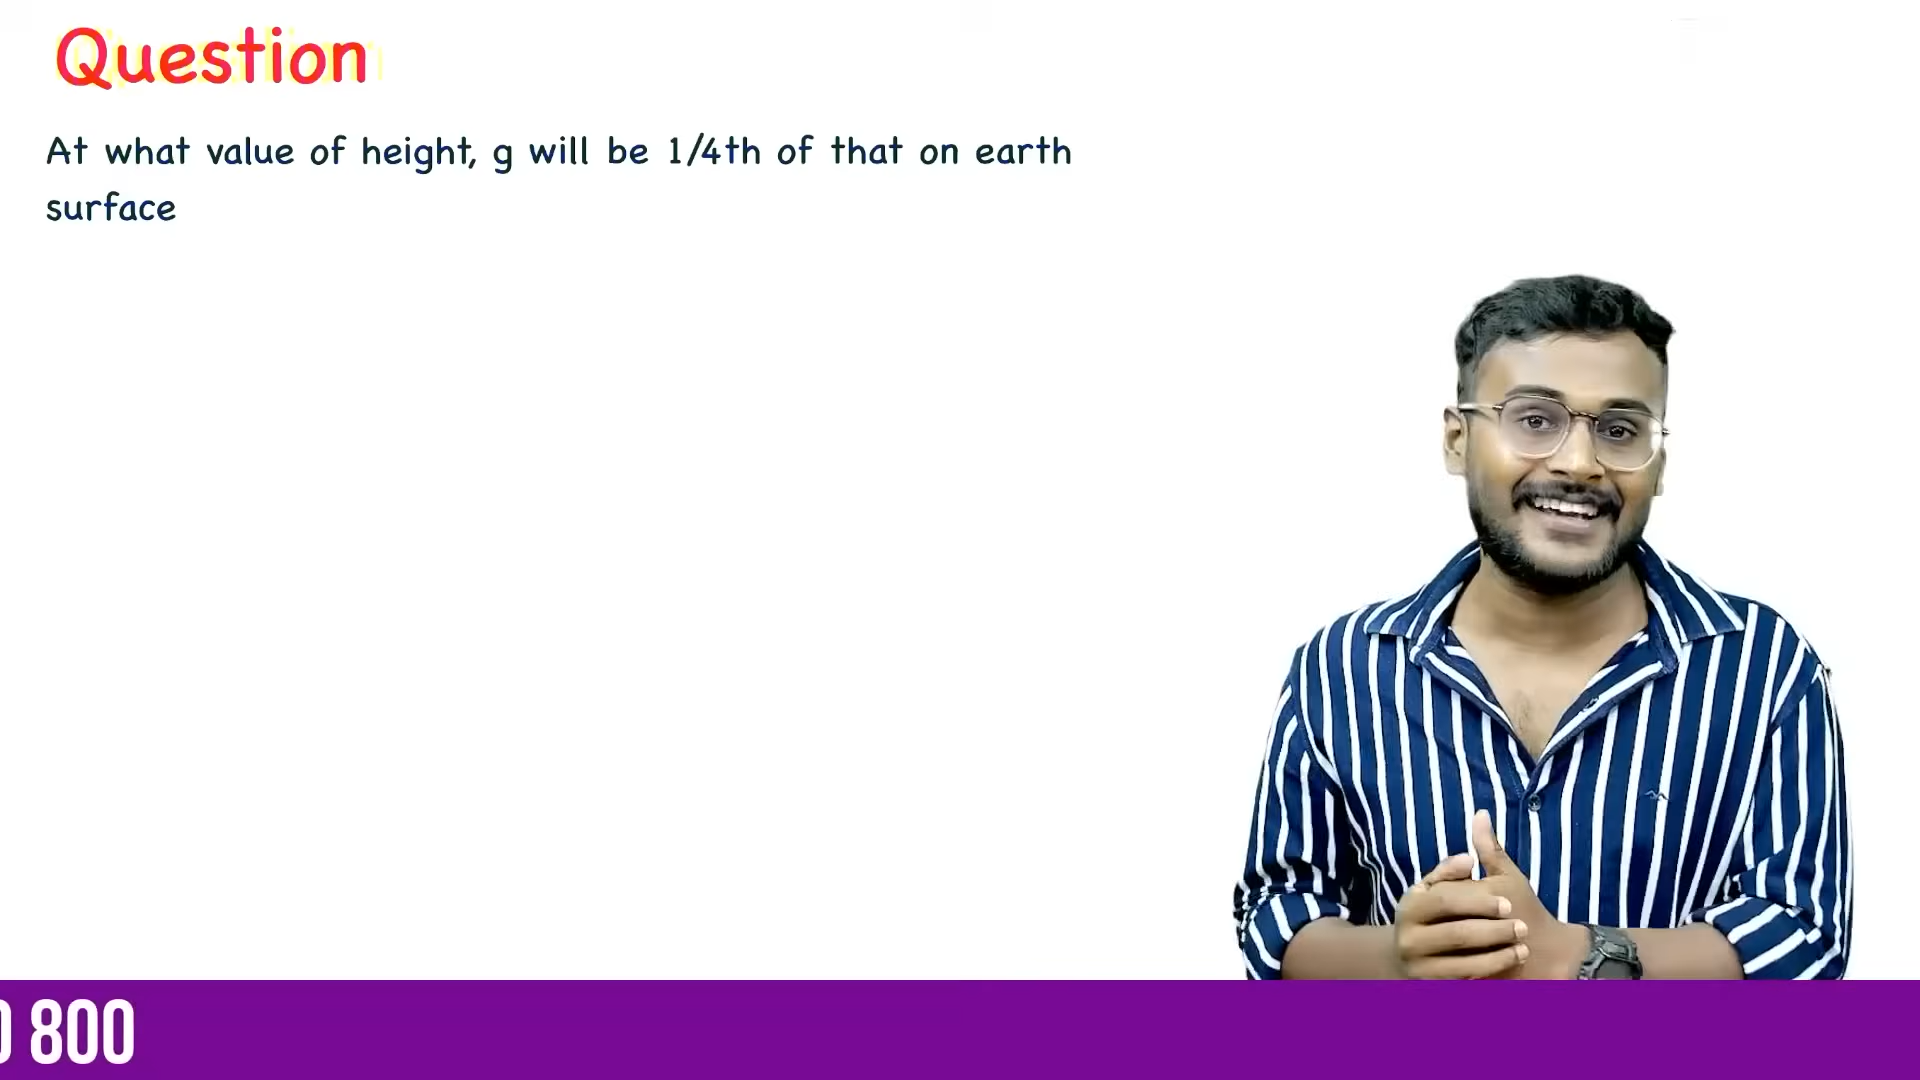 Question
At what value of height, g will be 1/4th of that on earth
surface
800